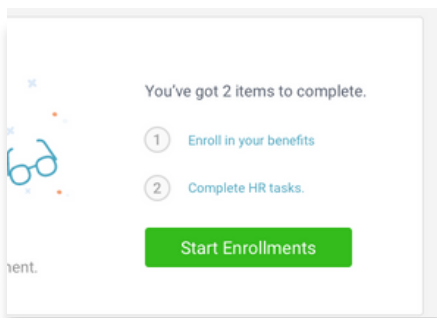 You've got 2 items to complete.
1 Enroll in your benefits
2 Complete HR tasks.
Start Enrollments